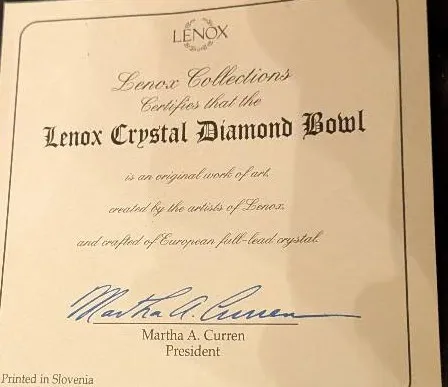 LENOX
Lenox Collections
Certifies that the
Lenox Crystal Diamond Bowl
is an original work of art,
created by the artists of Lenox,
and crafted of European full-lead crystal.
Martha A. Curren
Martha A. Curren
President
Printed in Slovenia